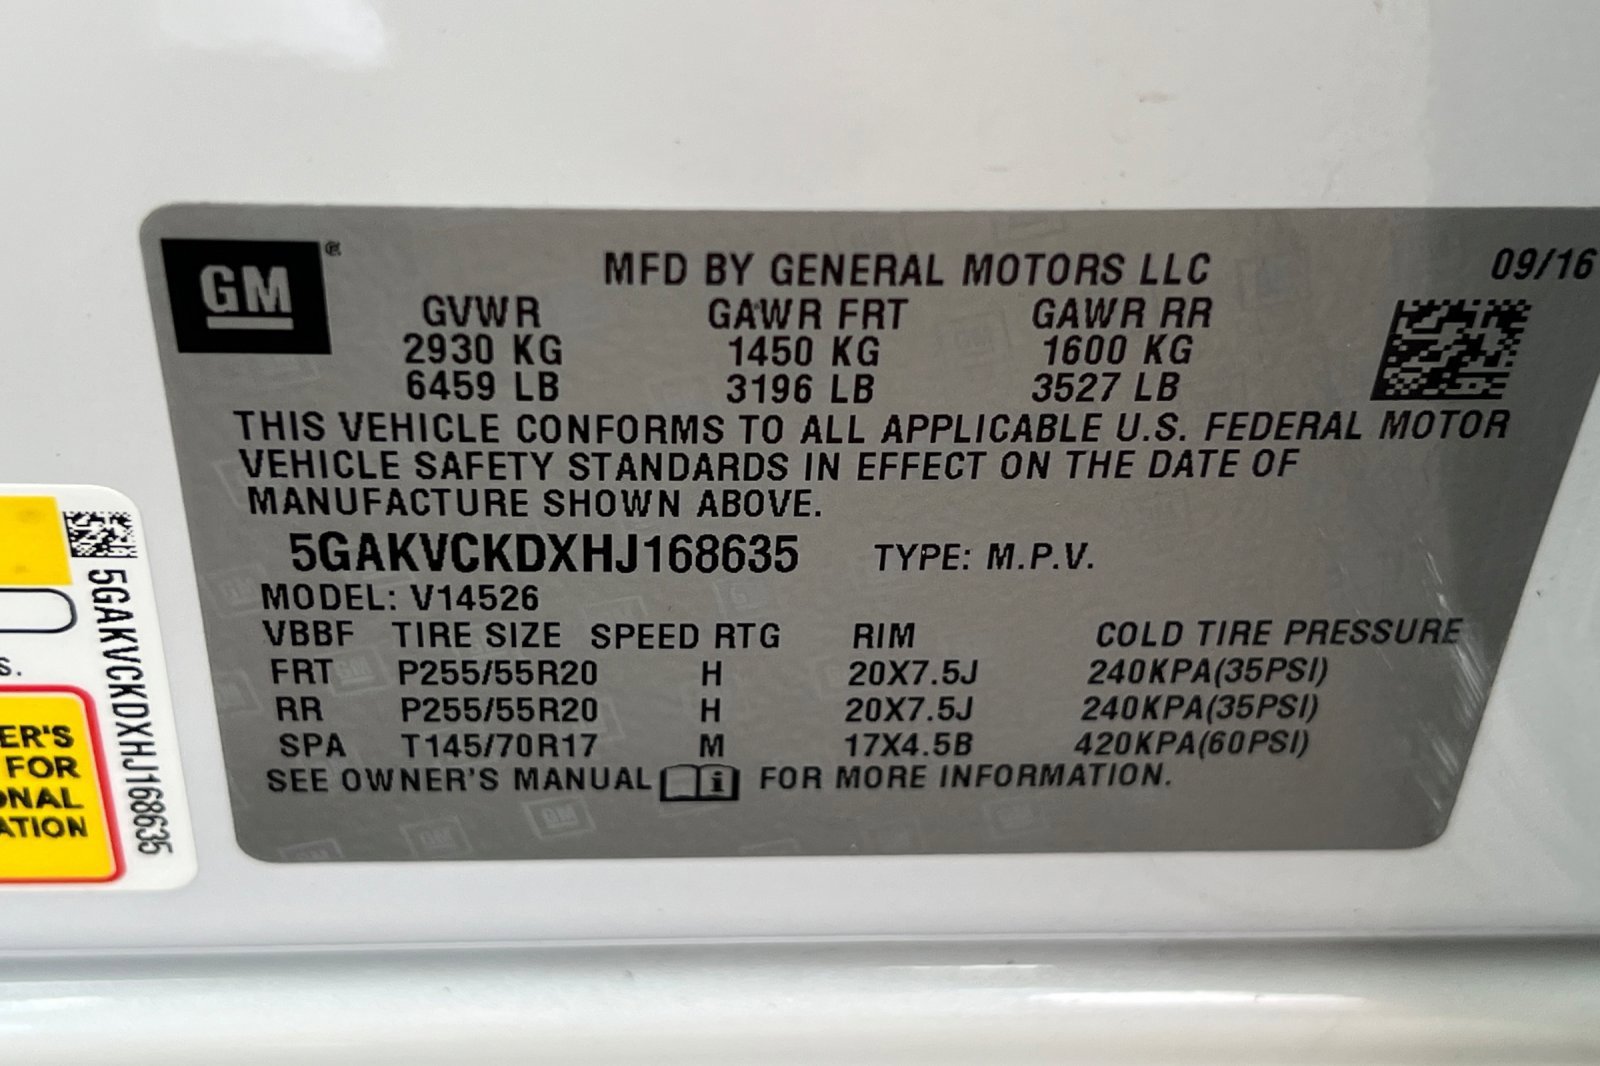 GM ®
MFD BY GENERAL MOTORS LLC 09/16
GVWR GAWR FRT GAWR RR
2930 KG 1450 KG 1600 KG
6459 LB 3196 LB 3527 LB
THIS VEHICLE CONFORMS TO ALL APPLICABLE U.S. FEDERAL MOTOR
VEHICLE SAFETY STANDARDS IN EFFECT ON THE DATE OF
MANUFACTURE SHOWN ABOVE.
5GAKVCKDXHJ168635 TYPE: M.P.V.
MODEL: V14526
VBBF TIRE SIZE SPEED RTG RIM COLD TIRE PRESSURE
FRT P255/55R20 H 20X7.5J 240KPA(35PSI)
RR P255/55R20 H 20X7.5J 240KPA(35PSI)
SPA T145/70R17 M 17X4.5B 420KPA(60PSI)
SEE OWNER'S MANUAL i FOR MORE INFORMATION.
5GAKVCKDXHJ168635
S.
ER'S
FOR
ONAL
ATION